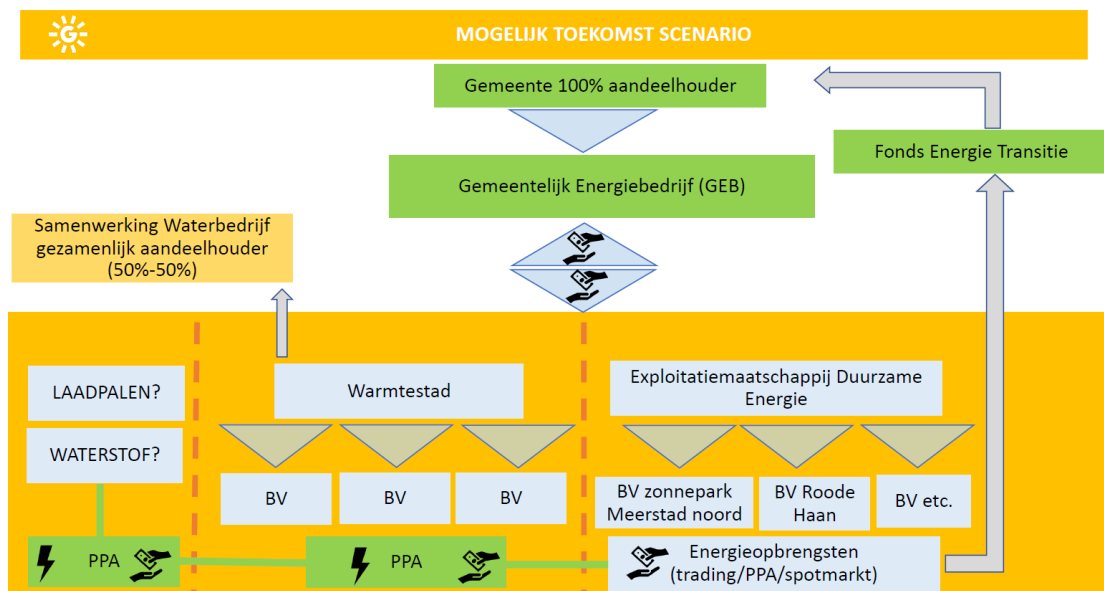 G
MOGELIJK TOEKOMST SCENARIO
Gemeente 100% aandeelhouder
Fonds Energie Transitie
Gemeentelijk Energiebedrijf (GEB)
Samenwerking Waterbedrijf
gezamenlijk aandeelhouder
(50%-50%)
LAADPALEN?
WATERSTOF?
Warmtestad
Exploitatiemaatschappij Duurzame
Energie
BV
BV
BV
BV zonnepark
Meerstad noord
BV Roode
Haan
BV etc.
PPA
PPA
Energieopbrengsten
(trading/PPA/spotmarkt)